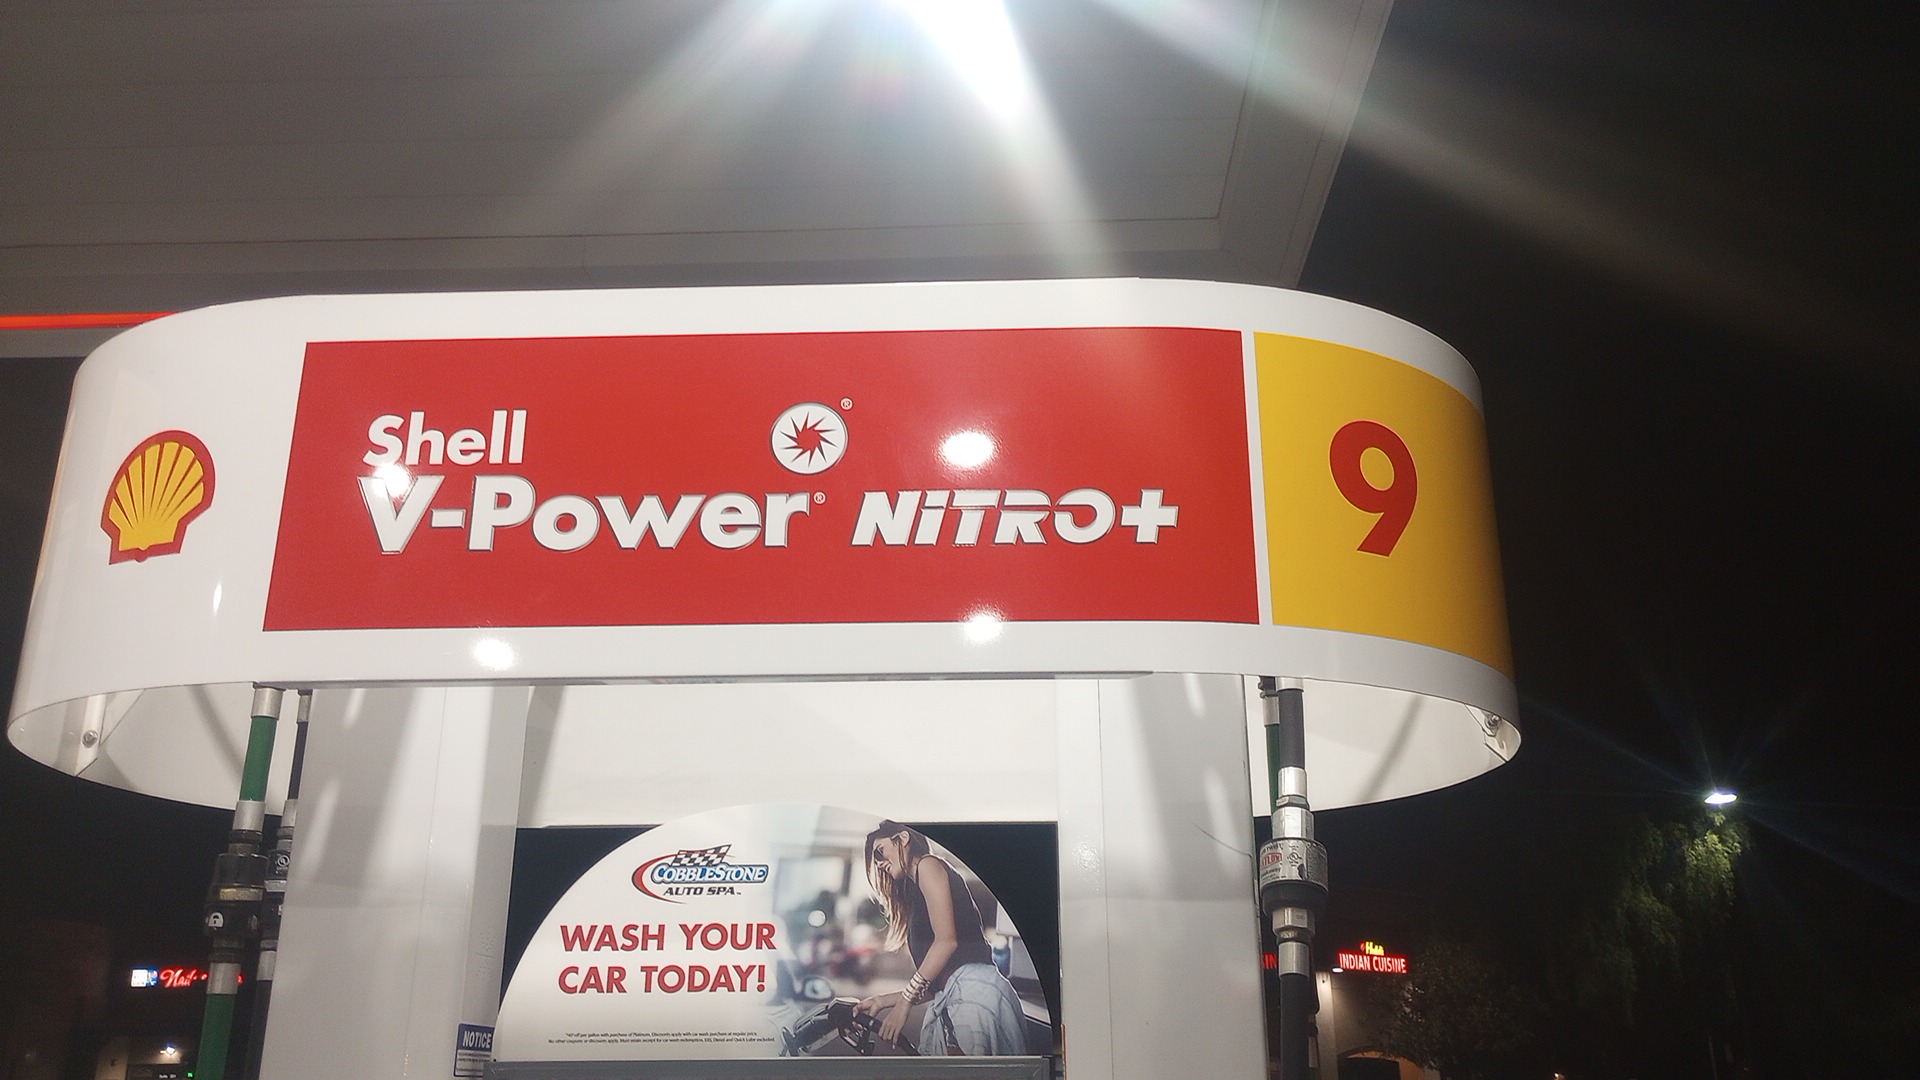 Shell
V-Power® NiTRO+
9
COBBLESTONE
AUTO SPA
WASH YOUR
CAR TODAY!
NOTICE
INDIAN CUISINE